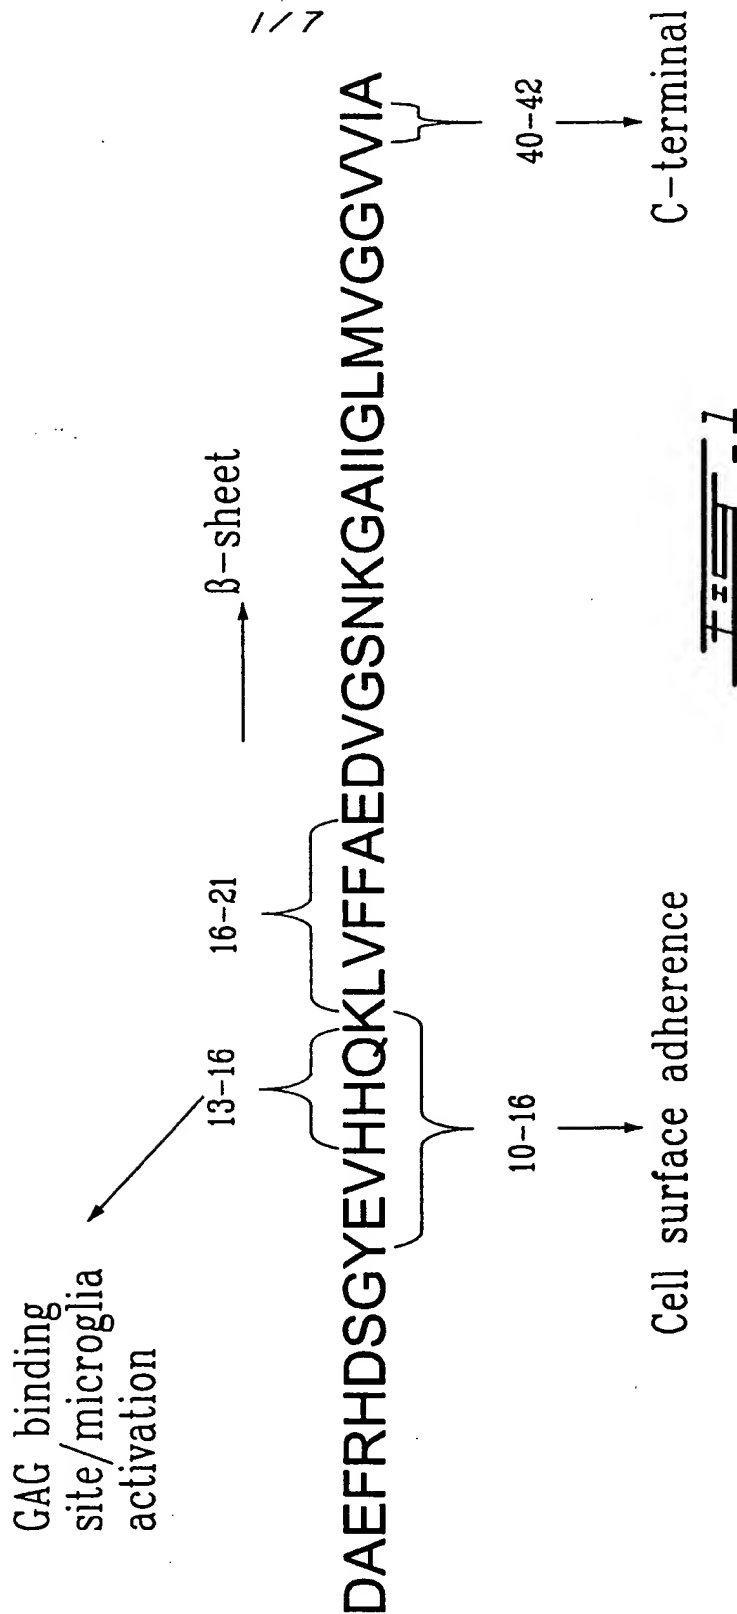 1/7
GAG binding
site/microglia
activation
13-16
16-21
β-sheet
DAEFRHDSGYEVHHQKLVFFAEDVGSNKGAIIGLMVGGVVIA
10-16
40-42
Cell surface adherence
C-terminal